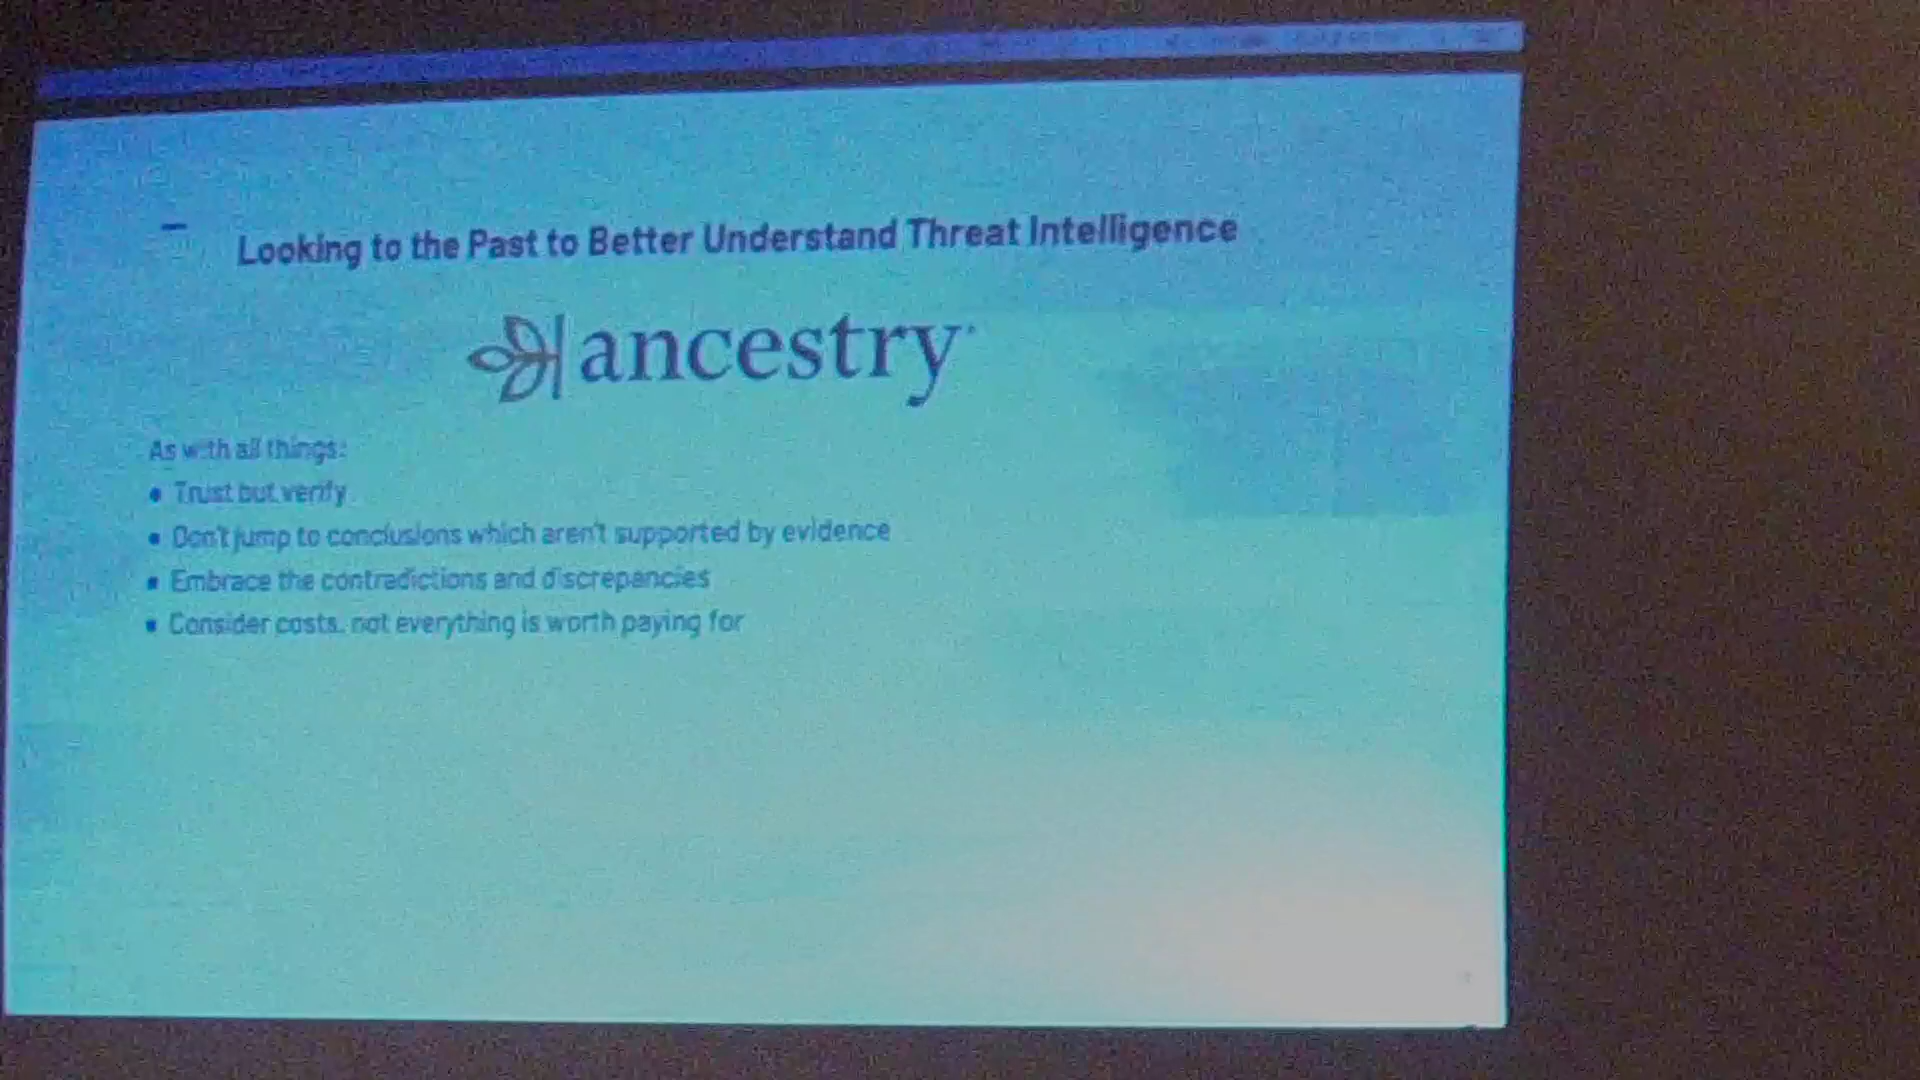 Looking to the Past to Better Understand Threat Intelligence
ancestry
As with all things:
• Trust but verify
• Don't jump to conclusions which aren't supported by evidence
• Embrace the contradictions and discrepancies
• Consider costs, not everything is worth paying for